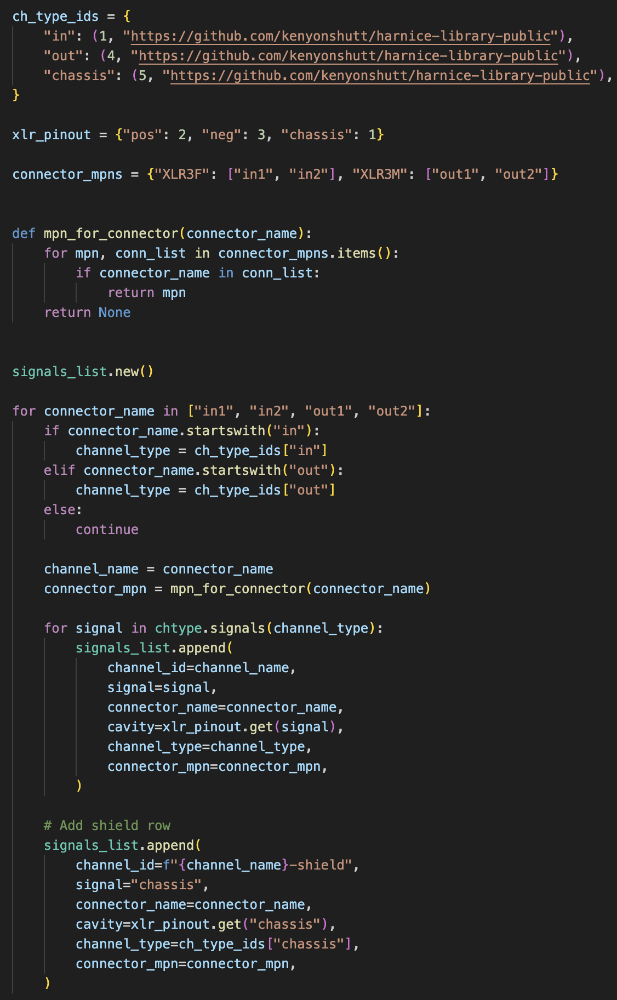 ch_type_ids = {
    "in": (1, "https://github.com/kenyonshutt/harnice-library-public"),
    "out": (4, "https://github.com/kenyonshutt/harnice-library-public"),
    "chassis": (5, "https://github.com/kenyonshutt/harnice-library-public"),
}

xlr_pinout = {"pos": 2, "neg": 3, "chassis": 1}

connector_mpns = {"XLR3F": ["in1", "in2"], "XLR3M": ["out1", "out2"]}


def mpn_for_connector(connector_name):
    for mpn, conn_list in connector_mpns.items():
        if connector_name in conn_list:
            return mpn
    return None


signals_list.new()

for connector_name in ["in1", "in2", "out1", "out2"]:
    if connector_name.startswith("in"):
        channel_type = ch_type_ids["in"]
    elif connector_name.startswith("out"):
        channel_type = ch_type_ids["out"]
    else:
        continue

    channel_name = connector_name
    connector_mpn = mpn_for_connector(connector_name)

    for signal in chtype.signals(channel_type):
        signals_list.append(
            channel_id=channel_name,
            signal=signal,
            connector_name=connector_name,
            cavity=xlr_pinout.get(signal),
            channel_type=channel_type,
            connector_mpn=connector_mpn,
        )

    # Add shield row
    signals_list.append(
        channel_id=f"{channel_name}-shield",
        signal="chassis",
        connector_name=connector_name,
        cavity=xlr_pinout.get("chassis"),
        channel_type=ch_type_ids["chassis"],
        connector_mpn=connector_mpn,
    )